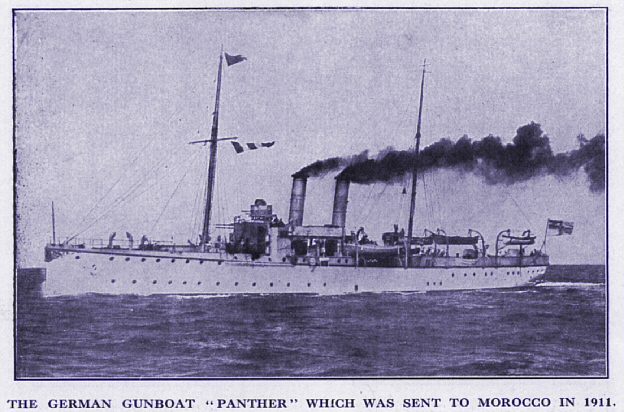 THE GERMAN GUNBOAT “PANTHER” WHICH WAS SENT TO MOROCCO IN 1911.